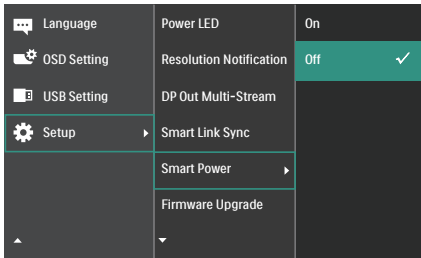 Language
OSD Setting
USB Setting
Setup
Power LED
Resolution Notification
DP Out Multi-Stream
Smart Link Sync
Smart Power
Firmware Upgrade
On
Off